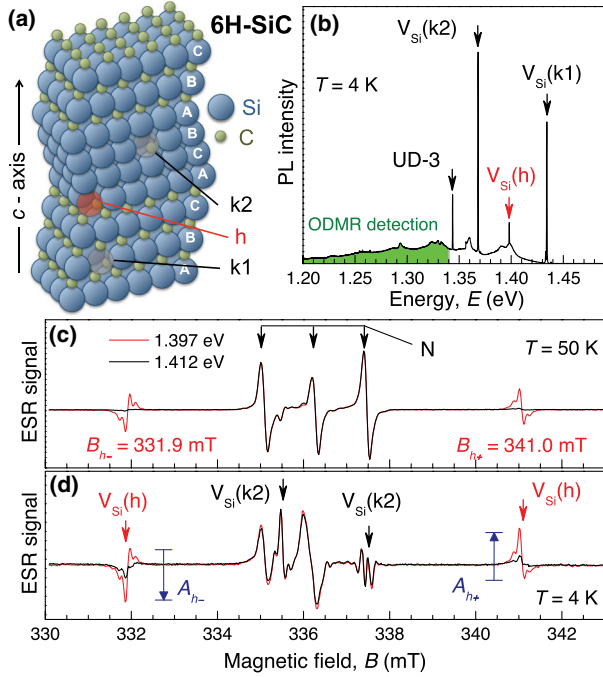 (a)
6H-SiC
c - axis
C
B
A
B
C
A
C
B
A
Si
C
k2
h
k1
(b)
V_Si(k2)
V_Si(k1)
T = 4 K
UD-3
V_Si(h)
ODMR detection
PL intensity
1.20 1.25 1.30 1.35 1.40 1.45
Energy, E (eV)
(c)
1.397 eV
1.412 eV
N
T = 50 K
ESR signal
B_h- = 331.9 mT
B_h+ = 341.0 mT
(d)
V_Si(h)
V_Si(k2)
V_Si(k2)
V_Si(h)
A_h-
A_h+
ESR signal
T = 4 K
330 332 334 336 338 340 342
Magnetic field, B (mT)